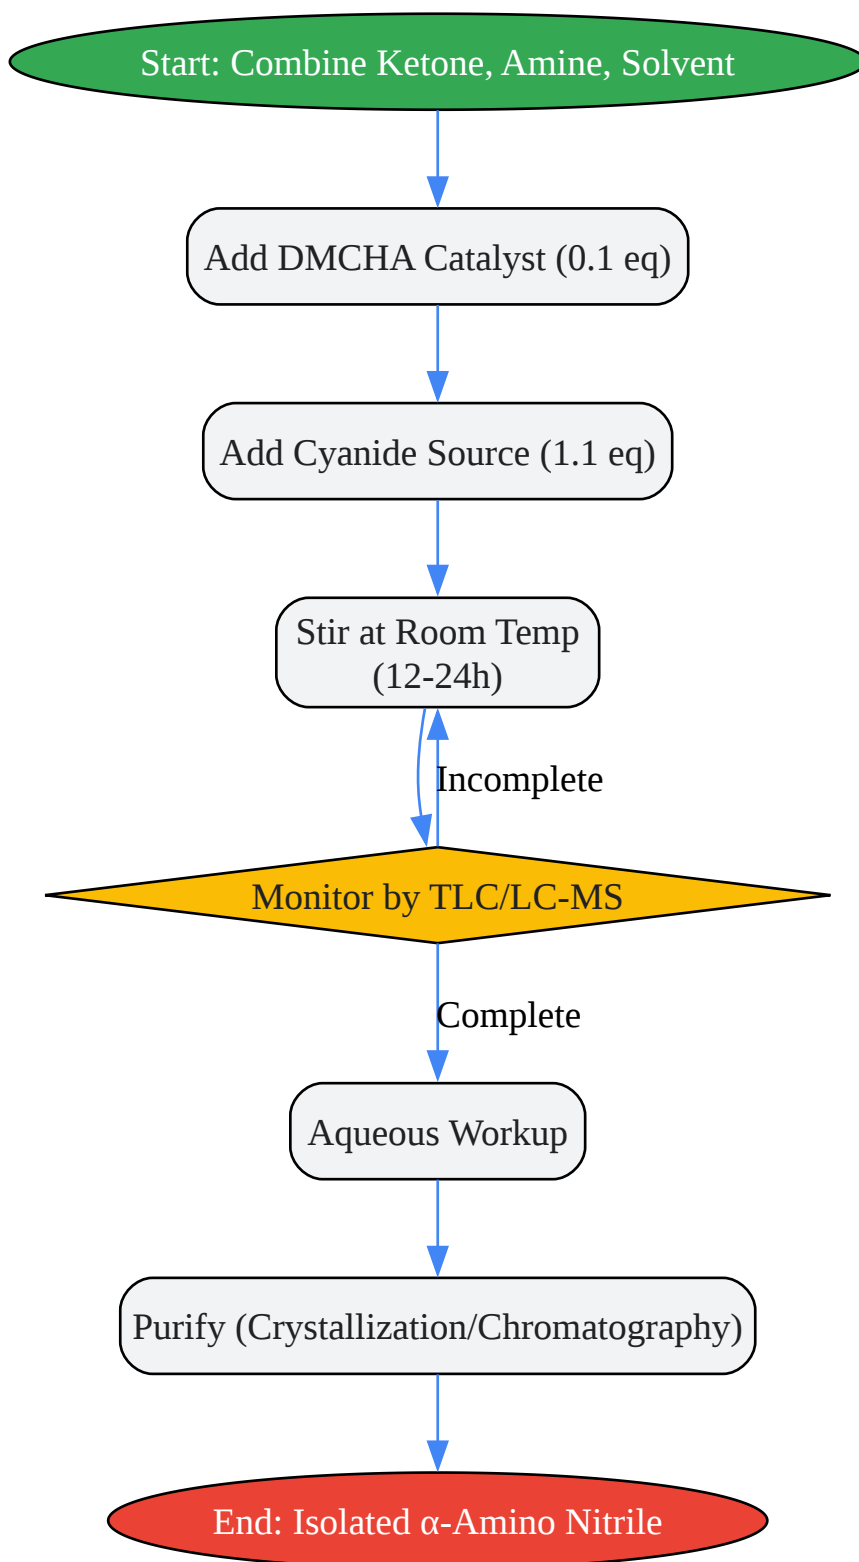 Start: Combine Ketone, Amine, Solvent
Add DMCHA Catalyst (0.1 eq)
Add Cyanide Source (1.1 eq)
Stir at Room Temp
(12-24h)
Incomplete
Monitor by TLC/LC-MS
Complete
Aqueous Workup
Purify (Crystallization/Chromatography)
End: Isolated α-Amino Nitrile